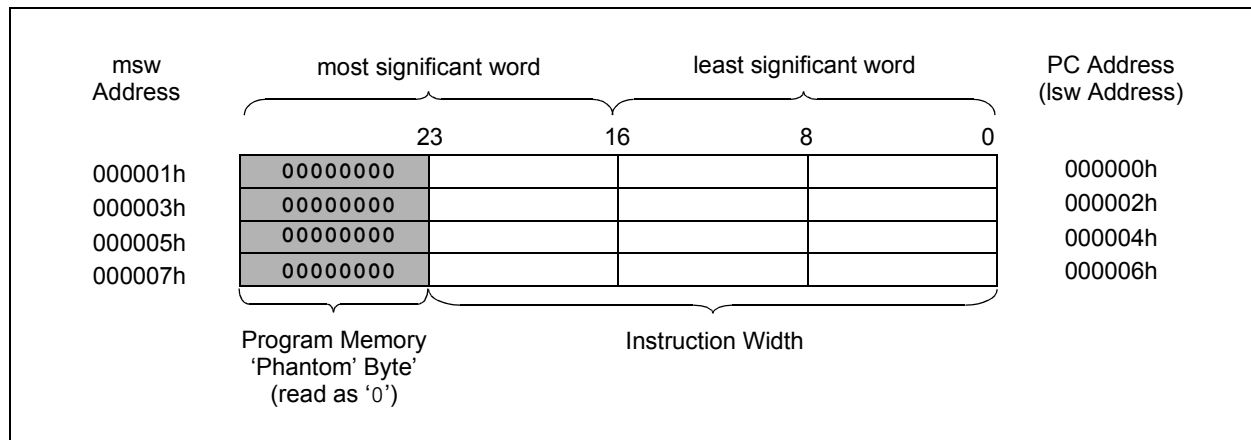 msw
Address
most significant word
least significant word
PC Address
(lsw Address)
23
16
8
0
000001h
00000000
000000h
000003h
00000000
000002h
000005h
00000000
000004h
000007h
00000000
000006h
Program Memory
‘Phantom’ Byte’
(read as ‘0’)
Instruction Width